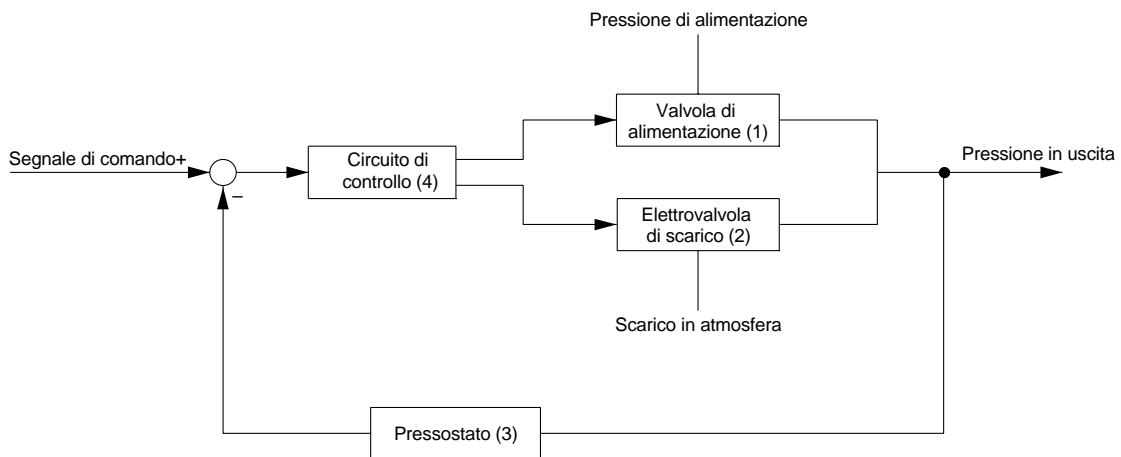 Pressione di alimentazione
Valvola di
alimentazione (1)
Segnale di comando+
Circuito di
controllo (4)
Pressione in uscita
–
Elettrovalvola
di scarico (2)
Scarico in atmosfera
Pressostato (3)